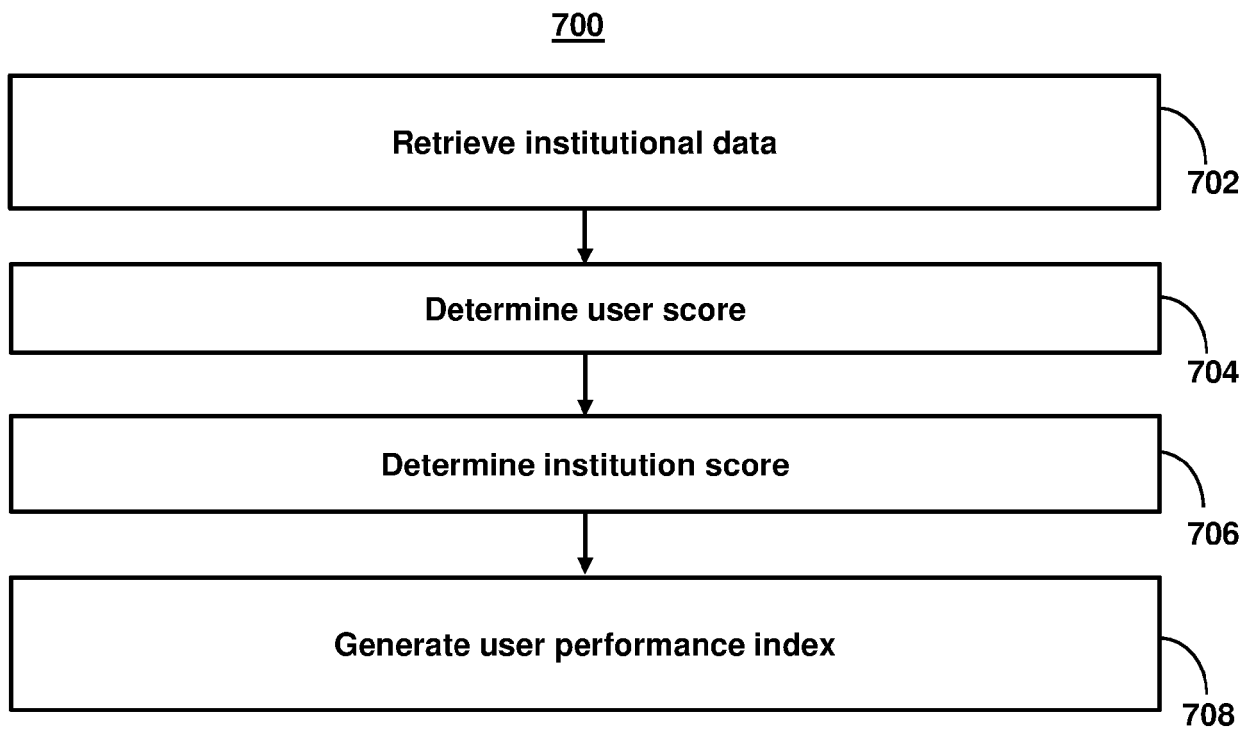 700
Retrieve institutional data
702
Determine user score
704
Determine institution score
706
Generate user performance index
708